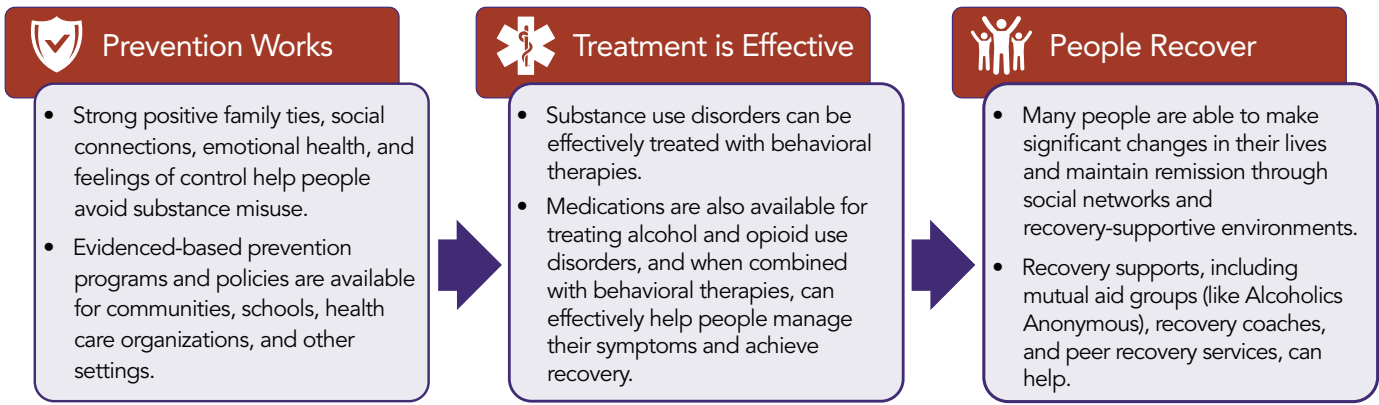 Prevention Works
• Strong positive family ties, social
connections, emotional health, and
feelings of control help people
avoid substance misuse.
• Evidenced-based prevention
programs and policies are available
for communities, schools, health
care organizations, and other
settings.
Treatment is Effective
• Substance use disorders can be
effectively treated with behavioral
therapies.
• Medications are also available for
treating alcohol and opioid use
disorders, and when combined
with behavioral therapies, can
effectively help people manage
their symptoms and achieve
recovery.
People Recover
• Many people are able to make
significant changes in their lives
and maintain remission through
social networks and
recovery-supportive environments.
• Recovery supports, including
mutual aid groups (like Alcoholics
Anonymous), recovery coaches,
and peer recovery services, can
help.